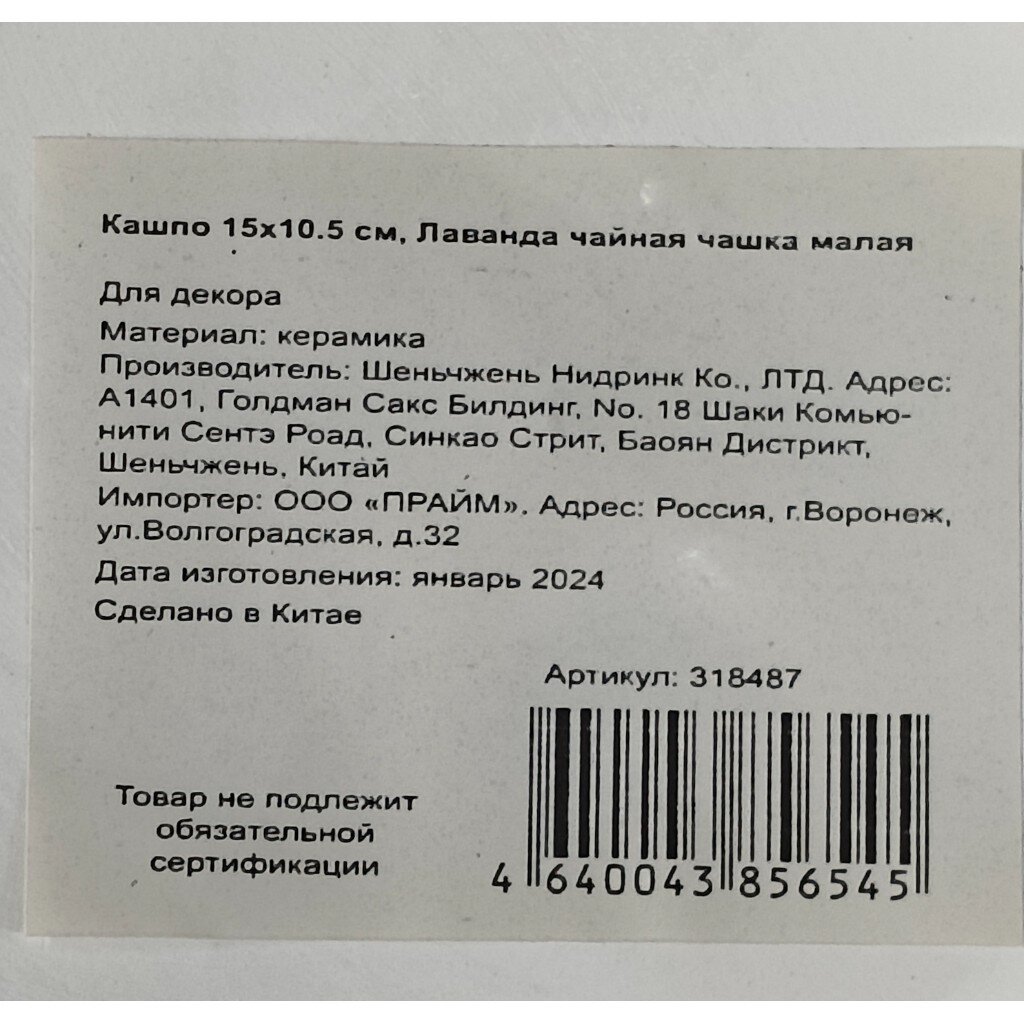 Кашпо 15х10.5 см, Лаванда чайная чашка малая
Для декора
Материал: керамика
Производитель: Шеньчжень Нидринк Ко., ЛТД. Адрес:
А1401, Голдман Сакс Билдинг, No. 18 Шаки Комью-
нити Сентэ Роад, Синкао Стрит, Баоян Дистрикт,
Шеньчжень, Китай
Импортер: ООО «ПРАЙМ». Адрес: Россия, г.Воронеж,
ул.Волгоградская, д.32
Дата изготовления: январь 2024
Сделано в Китае
Артикул: 318487
Товар не подлежит
обязательной
сертификации
4 640043 856545